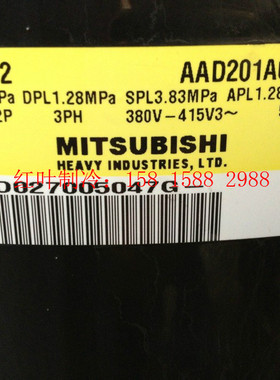 2 AAD201A
Pa DPL1.28MPa SPL3.83MPa APL1.28
2P 3PH 380V-415V3~
MITSUBISHI
HEAVY INDUSTRIES, LTD.
D627005047G
红叶制冷：158 1588 2988